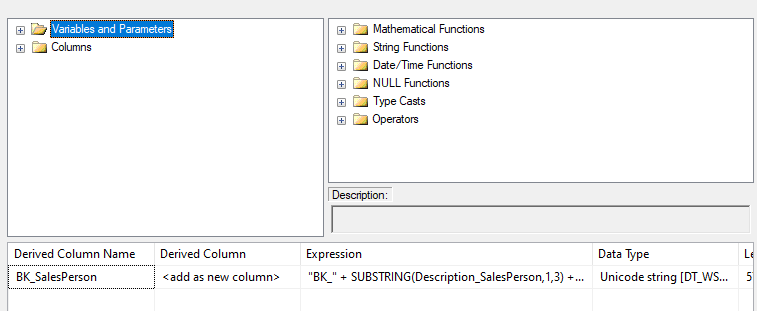 Variables and Parameters
Columns
Mathematical Functions
String Functions
Date/Time Functions
NULL Functions
Type Casts
Operators
Description:
Derived Column Name Derived Column Expression Data Type Le
BK_SalesPerson <add as new column> "BK_" + SUBSTRING(Description_SalesPerson,1,3) +... Unicode string [DT_WS...